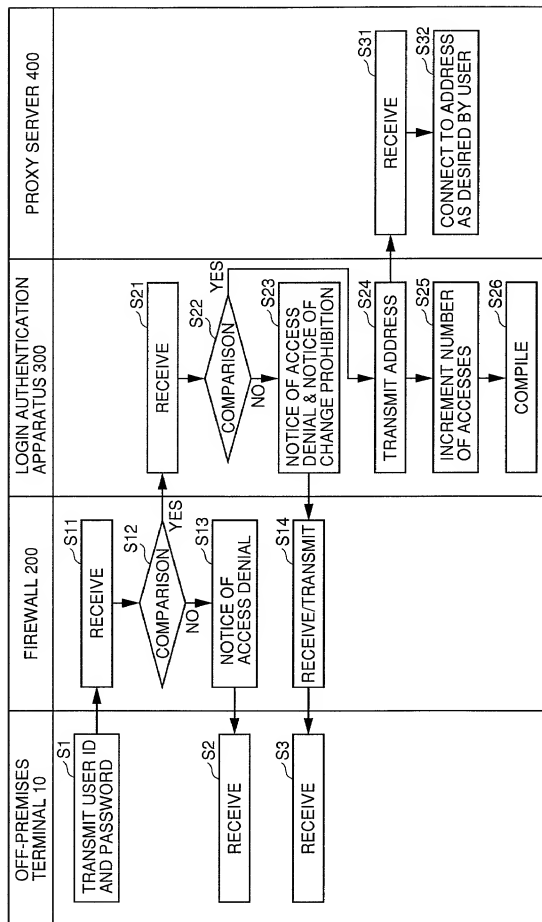 OFF-PREMISES
TERMINAL 10
FIREWALL 200
LOGIN AUTHENTICATION
APPARATUS 300
PROXY SERVER 400
S1
TRANSMIT USER ID
AND PASSWORD
S11
RECEIVE
S12
COMPARISON
YES
NO
S13
NOTICE OF
ACCESS DENIAL
S2
RECEIVE
S21
RECEIVE
S22
COMPARISON
YES
NO
S23
NOTICE OF ACCESS
DENIAL & NOTICE OF
CHANGE PROHIBITION
S14
RECEIVE/TRANSMIT
S3
RECEIVE
S24
TRANSMIT ADDRESS
S25
INCREMENT NUMBER
OF ACCESSES
S26
COMPILE
S31
RECEIVE
S32
CONNECT TO ADDRESS
AS DESIRED BY USER